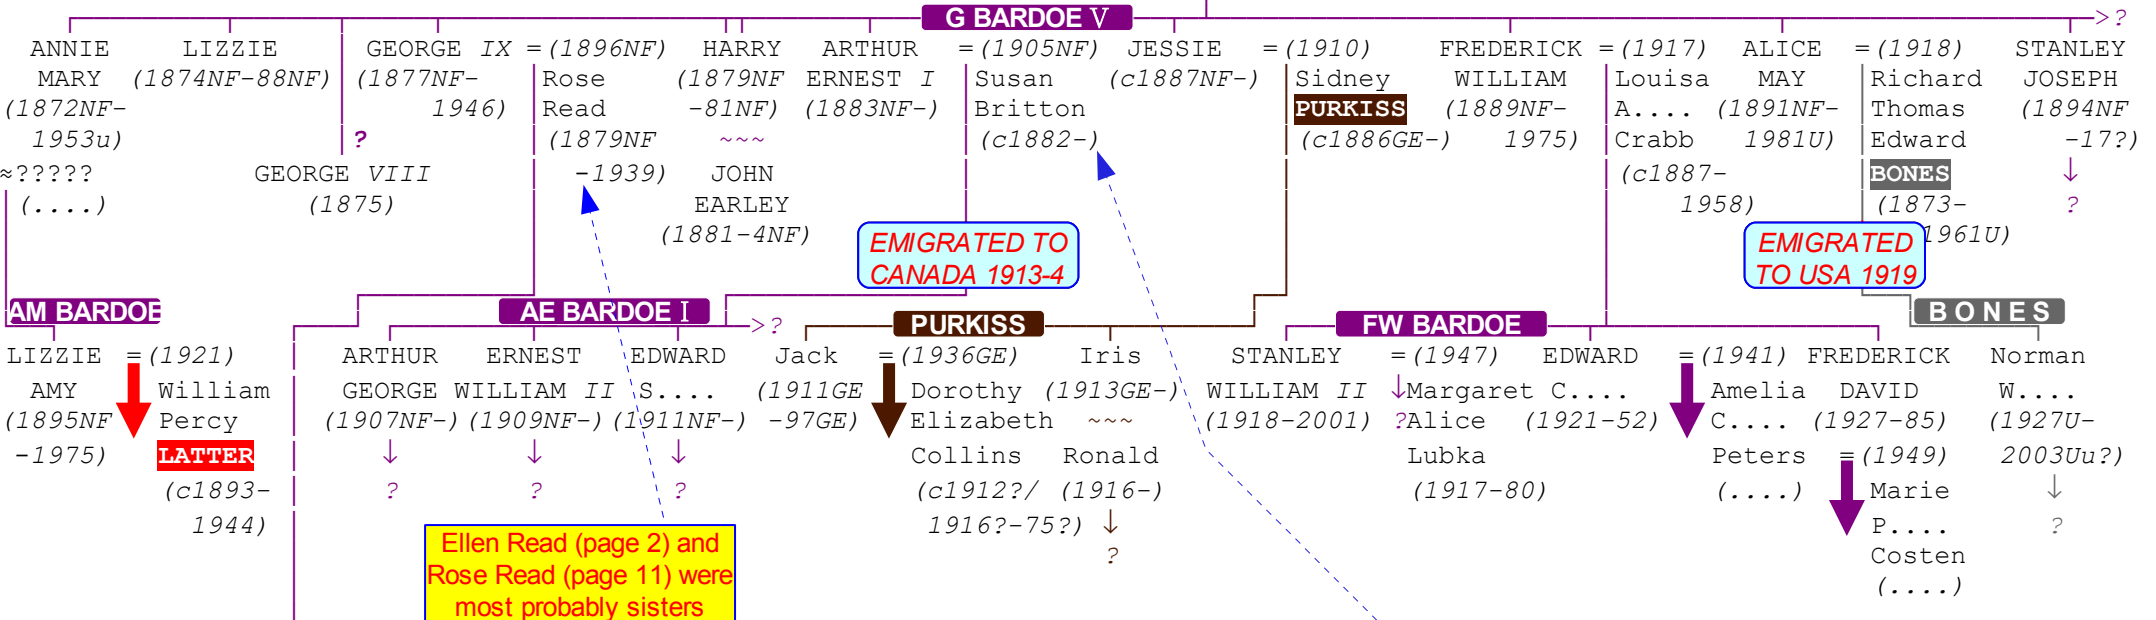 G BARDOE V
>?
ANNIE LIZZIE GEORGE IX =(1896NF) HARRY ARTHUR =(1905NF) JESSIE =(1910) FREDERICK =(1917) ALICE =(1918) STANLEY
MARY (1874NF-88NF) (1877NF- Rose (1879NF ERNEST I Susan (c1887NF-) Sidney WILLIAM Louisa MAY Richard JOSEPH
(1872NF- 1946) Read -81NF) (1883NF-) Britton PURKISS (1889NF- A.... (1891NF- Thomas (1894NF
1953u) ? (1879NF ~~~ (c1882-) (c1886GE-) 1975) Crabb 1981U) Edward -17?)
≈????? GEORGE VIII -1939) JOHN (c1887- BONES ↓
(....) (1875) EARLEY 1958) (1873- ?
(1881-4NF) EMIGRATED TO EMIGRATED 1961U)
CANADA 1913-4 TO USA 1919
AM BARDOE AE BARDOE I >? PURKISS FW BARDOE BONES
LIZZIE =(1921) ARTHUR ERNEST EDWARD Jack =(1936GE) Iris STANLEY =(1947) EDWARD =(1941) FREDERICK Norman
AMY William GEORGE WILLIAM II S.... (1911GE Dorothy (1913GE-) WILLIAM II ↓Margaret C.... Amelia DAVID W....
(1895NF Percy (1907NF-) (1909NF-) (1911NF-) -97GE) Elizabeth ~~~ (1918-2001) ?Alice (1921-52) C.... (1927-85) (1927U-
-1975) LATTER ↓ ↓ ↓ Collins Ronald Lubka Peters =(1949) 2003Uu?)
(c1893- ? ? ? (c1912?/ (1916-) (1917-80) (....) Marie ↓
1944) 1916?-75?) ↓ P.... ?
Ellen Read (page 2) and ? Costen
Rose Read (page 11) were (....)
most probably sisters